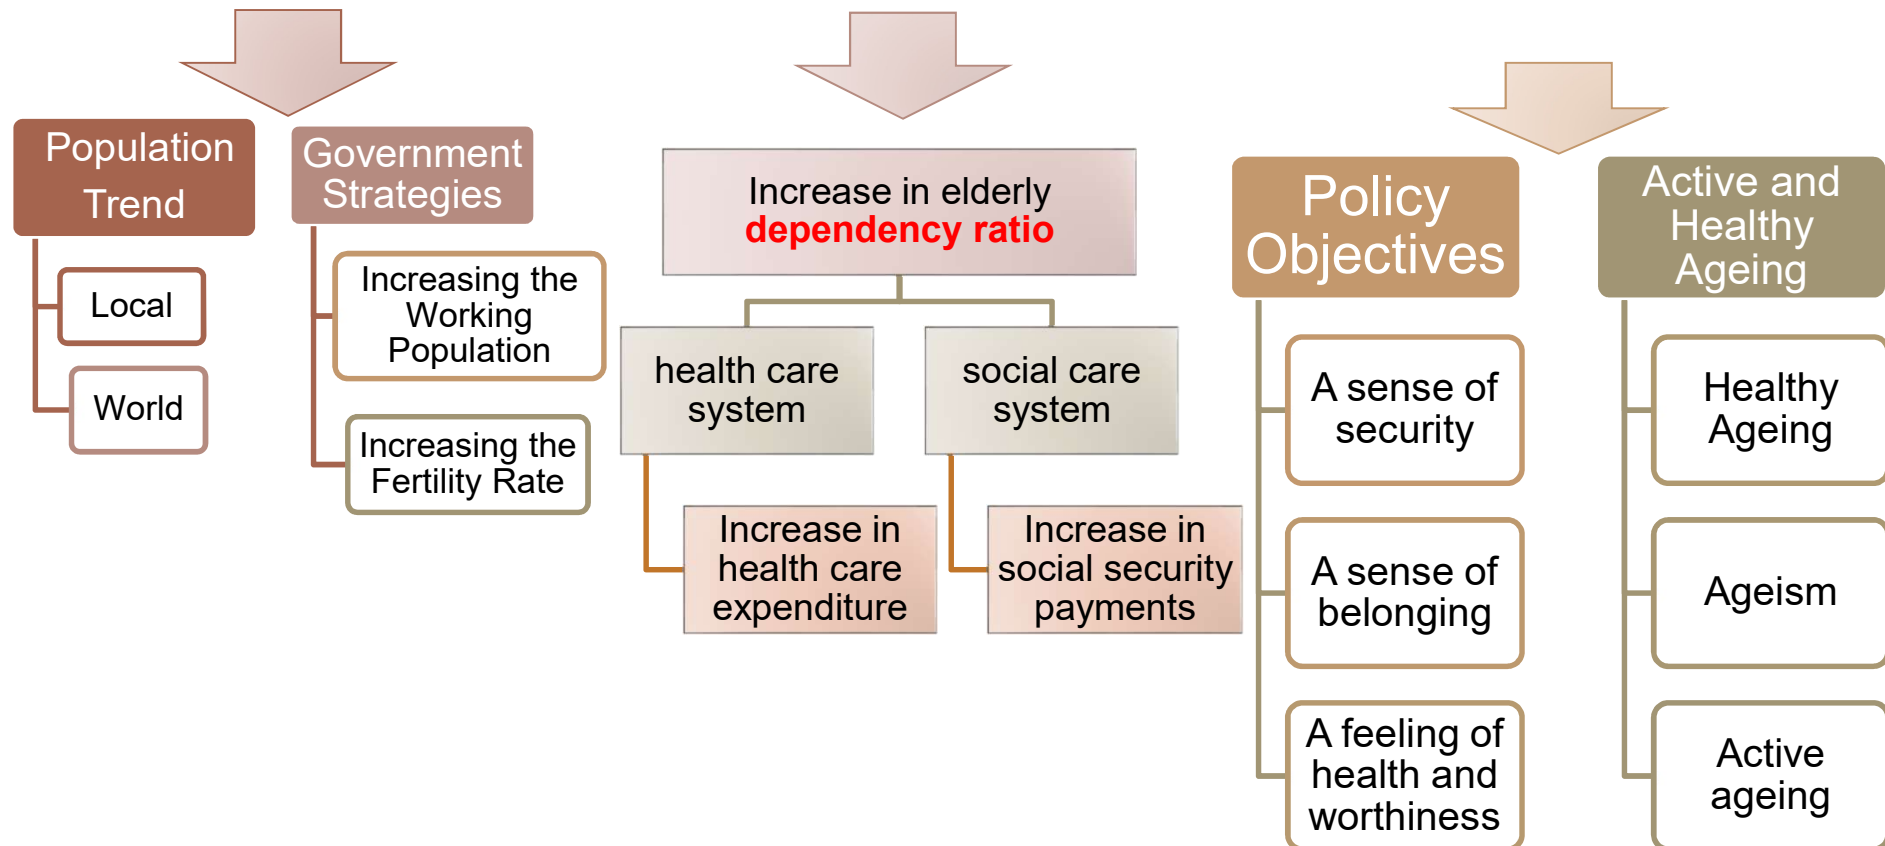 Population
Trend
Local
World
Government
Strategies
Increasing the
Working
Population
Increasing the
Fertility Rate
Increase in elderly
dependency ratio
health care
system
Increase in
health care
expenditure
social care
system
Increase in
social security
payments
Policy
Objectives
A sense of
security
A sense of
belonging
A feeling of
health and
worthiness
Active and
Healthy
Ageing
Healthy
Ageing
Ageism
Active
ageing